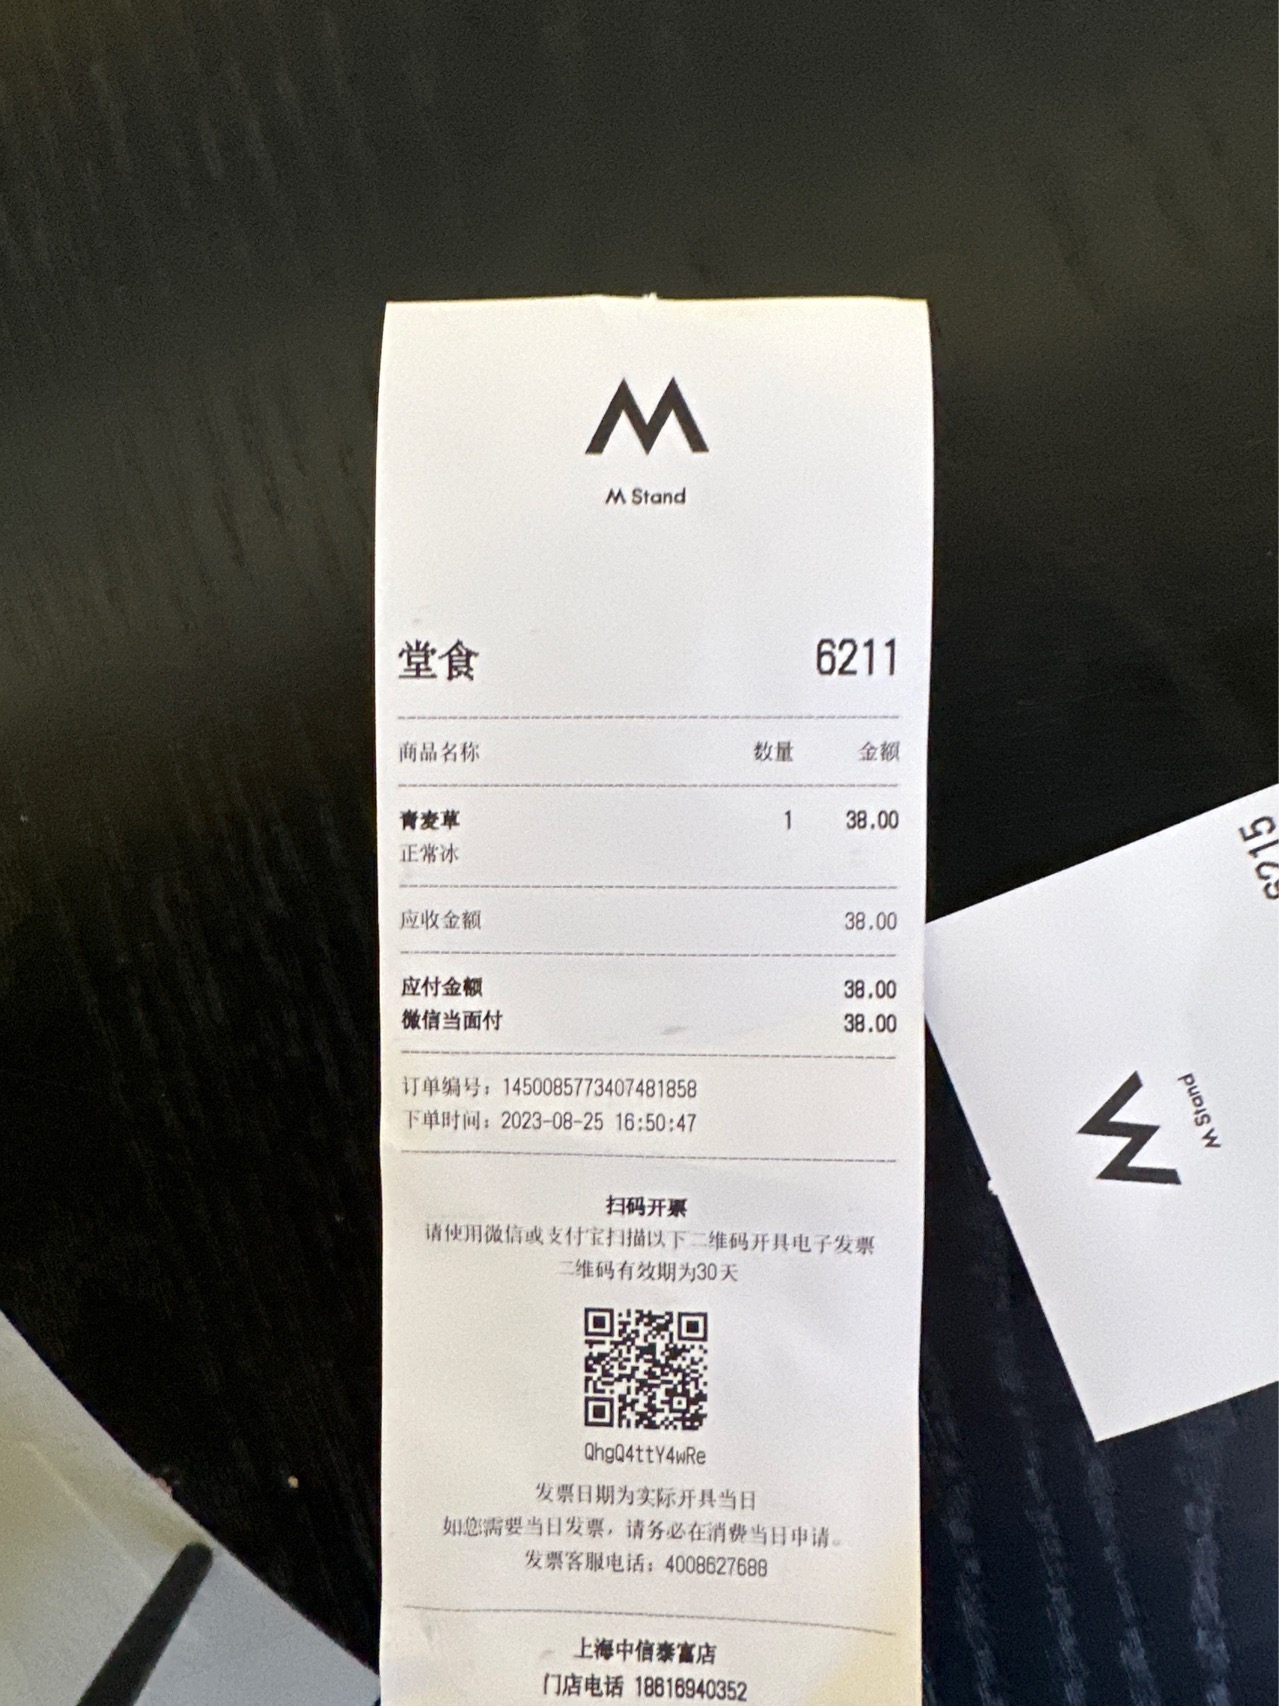 M Stand
堂食 6211
商品名称 数量 金额
青麦草 1 38.00
正常冰
应收金额 38.00
应付金额 38.00
微信当面付 38.00
订单编号：1450085773407481858
下单时间：2023-08-25 16:50:47
扫码开票
请使用微信或支付宝扫描以下二维码开具电子发票
二维码有效期为30天
QhgQ4ttY4wRe
发票日期为实际开具当日
如您需要当日发票，请务必在消费当日申请。
发票客服电话：4008627688
上海中信泰富店
门店电话 18616940352
6215
M Stand